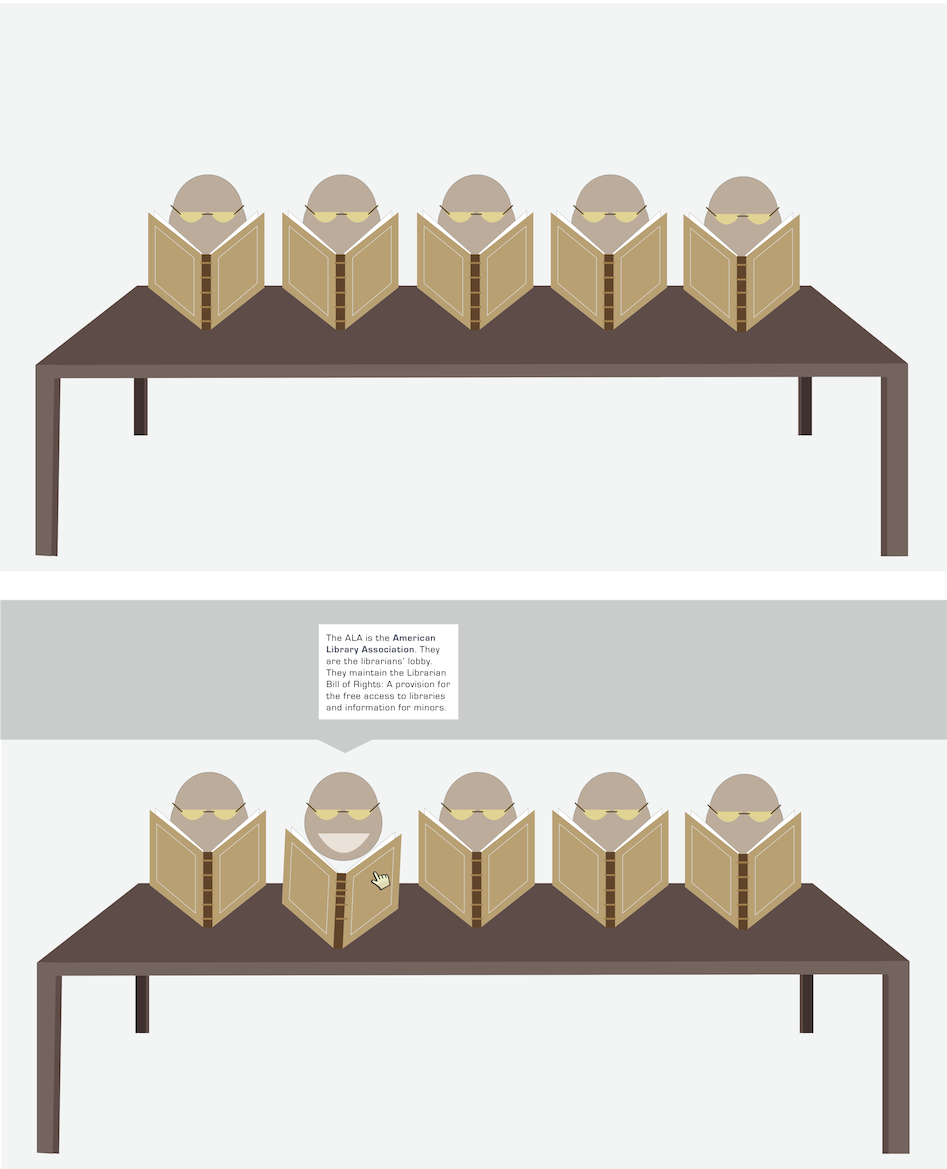 The ALA is the American
Library Association. They
are the librarians' lobby.
They maintain the Librarian
Bill of Rights: A provision for
the free access to libraries
and information for minors.